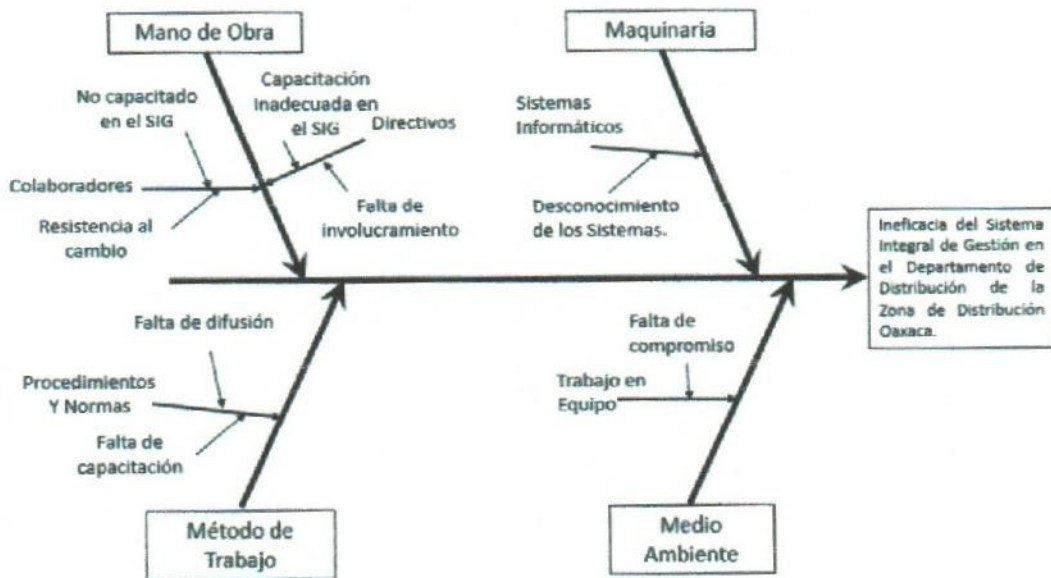 Mano de Obra
Maquinaria
No capacitado
en el SIG
Capacitación
inadecuada en
el SIG
Directivos
Colaboradores
Resistencia al
cambio
Falta de
involucramiento
Sistemas
Informáticos
Desconocimiento
de los Sistemas.
Ineficacia del Sistema
Integral de Gestión en
el Departamento de
Distribución de la
Zona de Distribución
Oaxaca.
Falta de difusión
Procedimientos
Y Normas
Falta de
capacitación
Falta de
compromiso
Trabajo en
Equipo
Método de
Trabajo
Medio
Ambiente